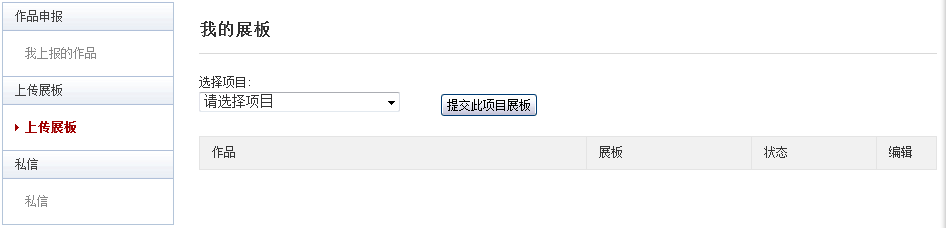 作品申报
我上报的作品
上传展板
上传展板
私信
私信
我的展板
选择项目:
请选择项目
提交此项目展板
作品 展板 状态 编辑